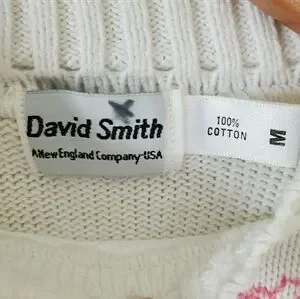 David Smith
A New England Company-USA
100%
COTTON
M